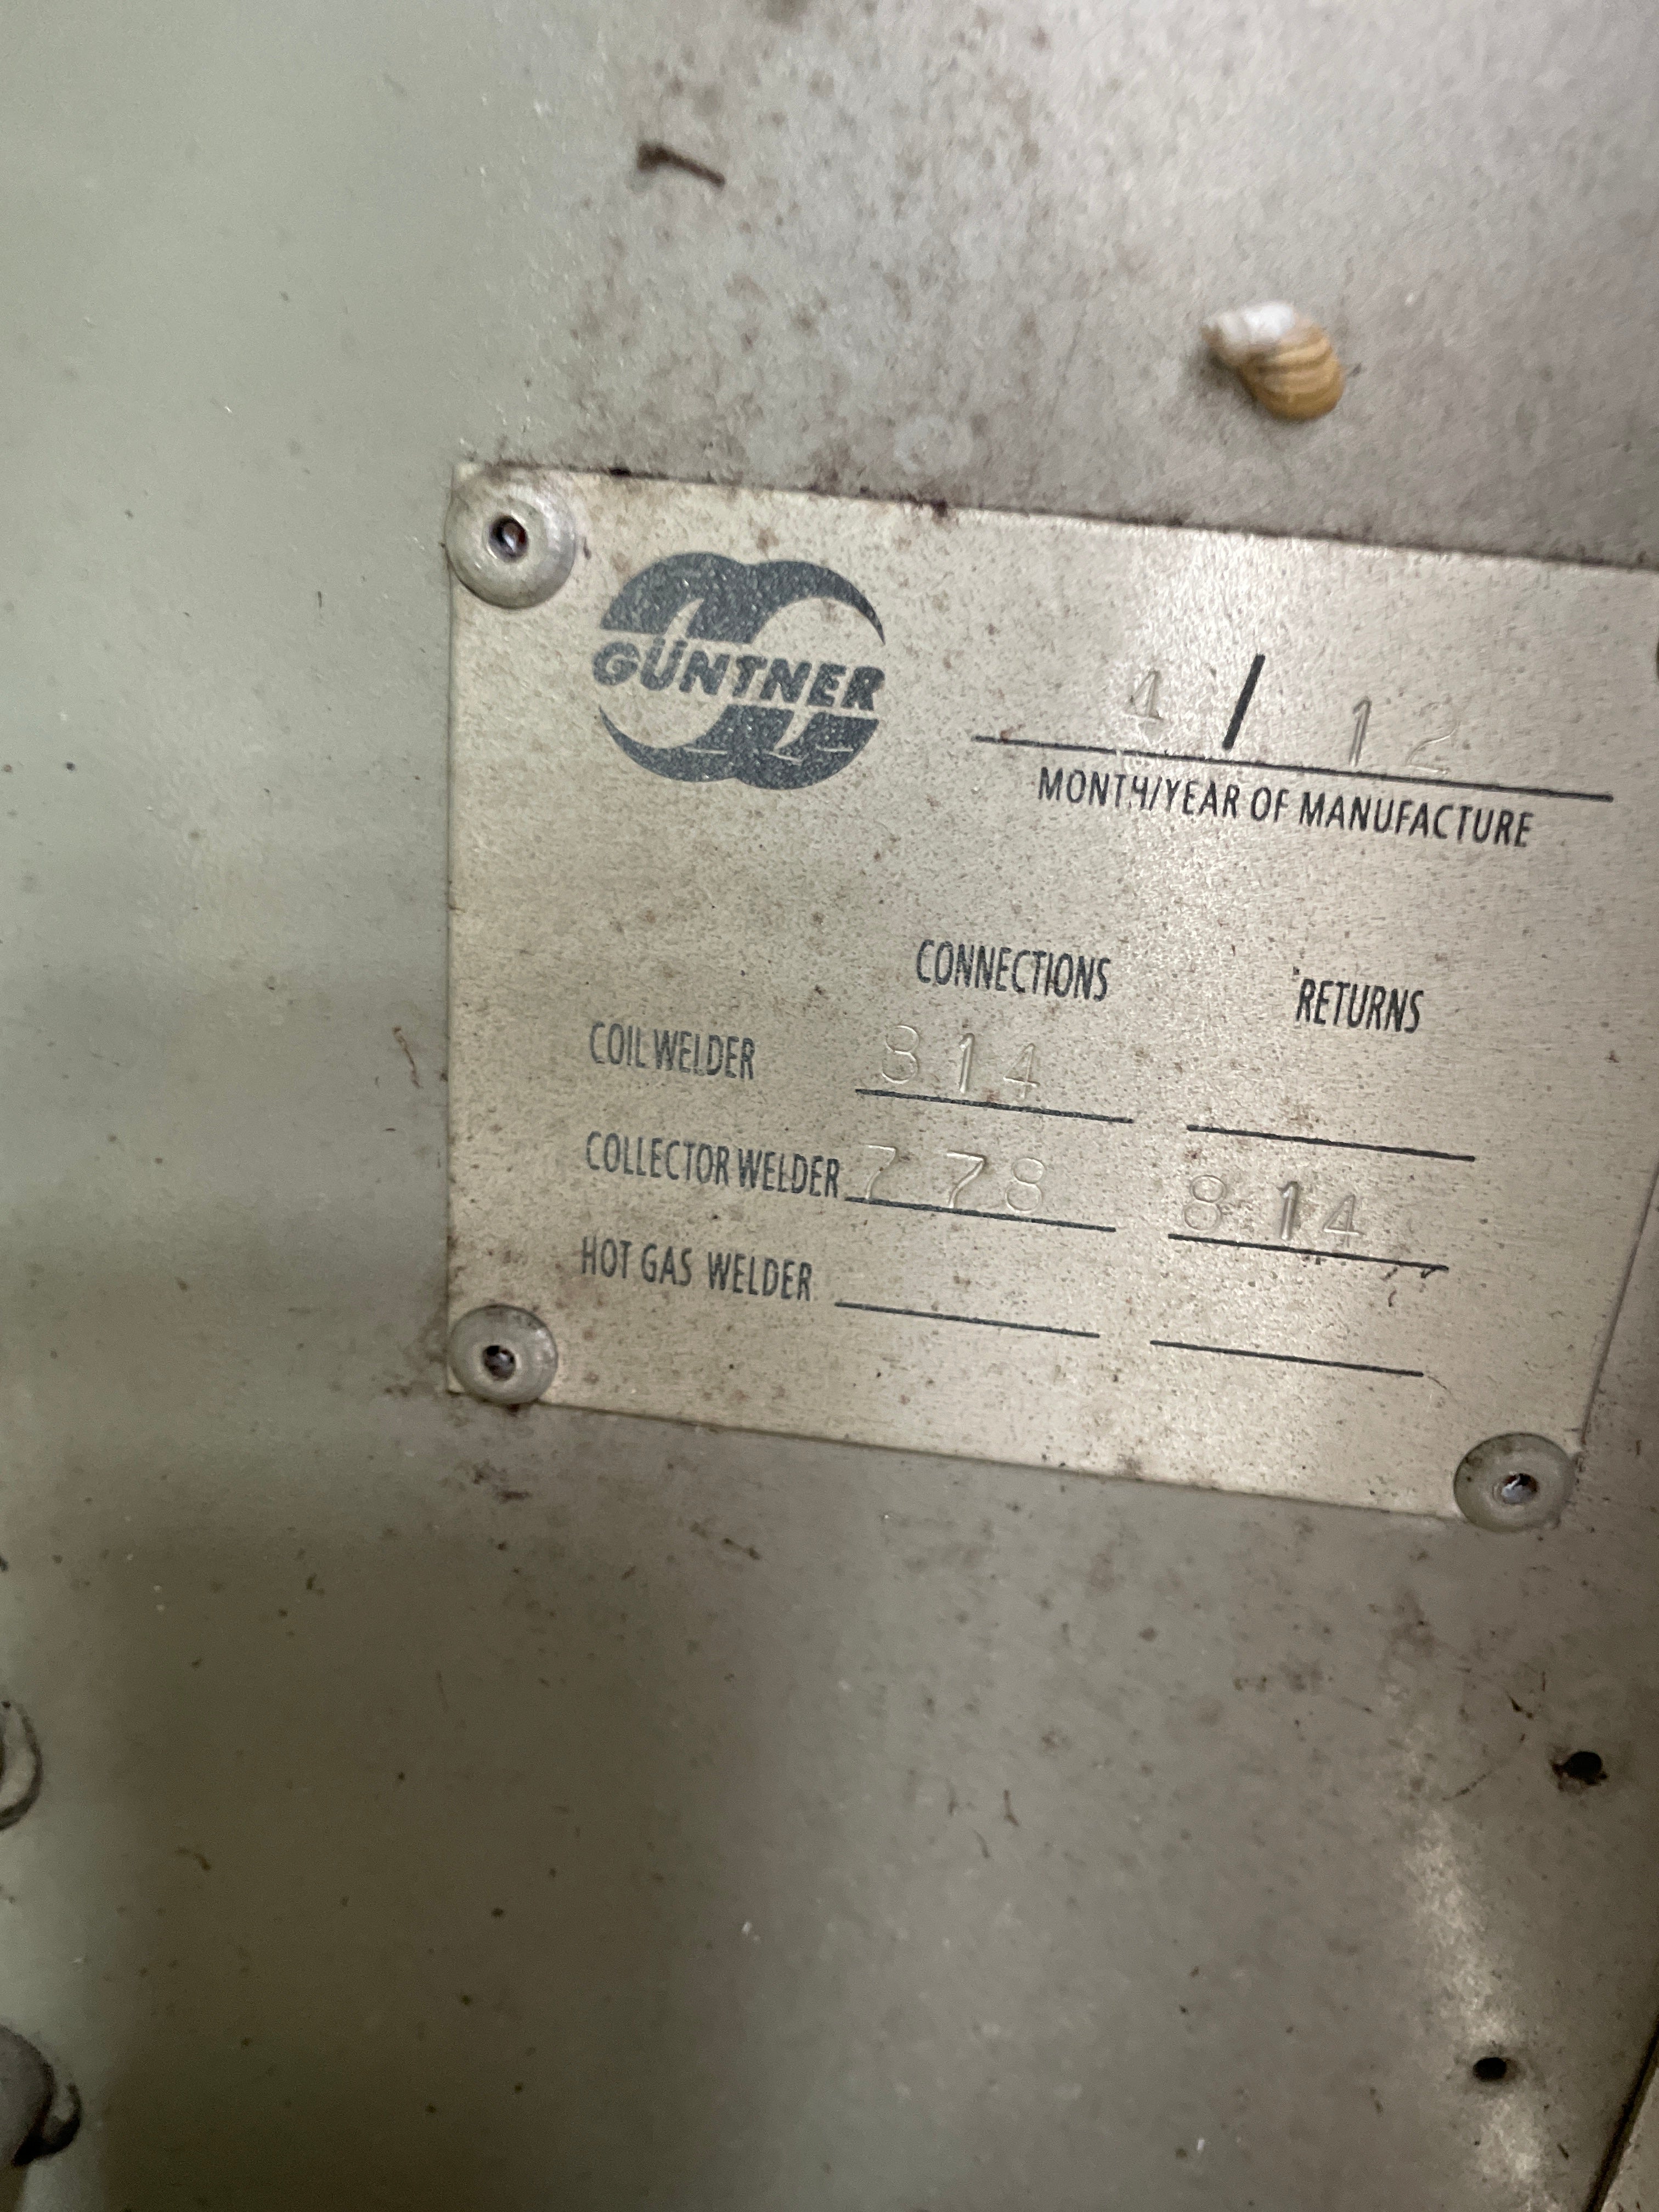 GÜNTNER
4 / 12
MONTH/YEAR OF MANUFACTURE
CONNECTIONS RETURNS
COIL WELDER 814
COLLECTOR WELDER 778 814
HOT GAS WELDER